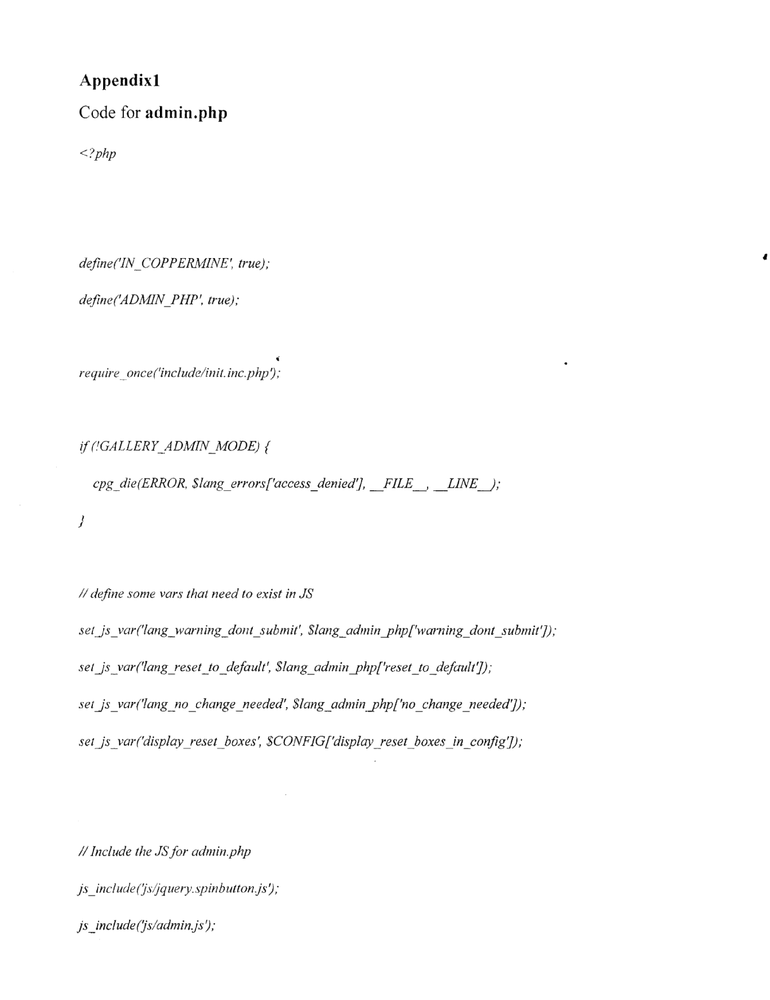 Appendix1
Code for admin.php
<?php
define('IN_COPPERMINE', true);
define('ADMIN_PHP', true);
require_once('include/init.inc.php');
if (!GALLERY_ADMIN_MODE) {
cpg_die(ERROR, $lang_errors['access_denied'], __FILE__, __LINE__);
}
// define some vars that need to exist in JS
set_js_var('lang_warning_dont_submit', $lang_admin_php['warning_dont_submit']);
set_js_var('lang_reset_to_default', $lang_admin_php['reset_to_default']);
set_js_var('lang_no_change_needed', $lang_admin_php['no_change_needed']);
set_js_var('display_reset_boxes', $CONFIG['display_reset_boxes_in_config']);
// Include the JS for admin.php
js_include('js/jquery.spinbutton.js');
js_include('js/admin.js');